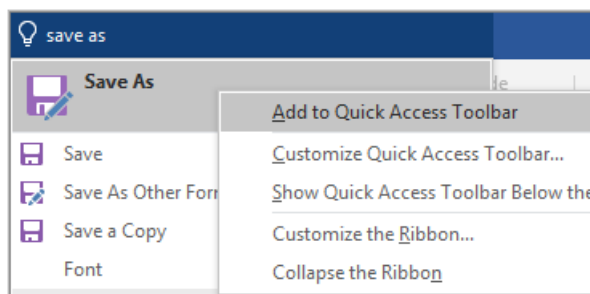 save as
Save As
Add to Quick Access Toolbar
Save
Customize Quick Access Toolbar...
Save As Other For
Show Quick Access Toolbar Below the
Save a Copy
Customize the Ribbon...
Font
Collapse the Ribbon